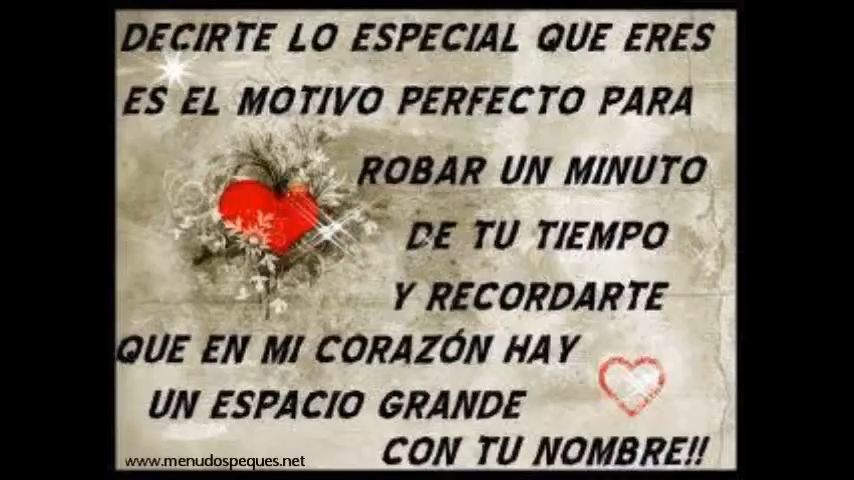 DECIRTE LO ESPECIAL QUE ERES
ES EL MOTIVO PERFECTO PARA
ROBAR UN MINUTO
DE TU TIEMPO
Y RECORDARTE
QUE EN MI CORAZÓN HAY
UN ESPACIO GRANDE
CON TU NOMBRE!!
www.menudospeques.net